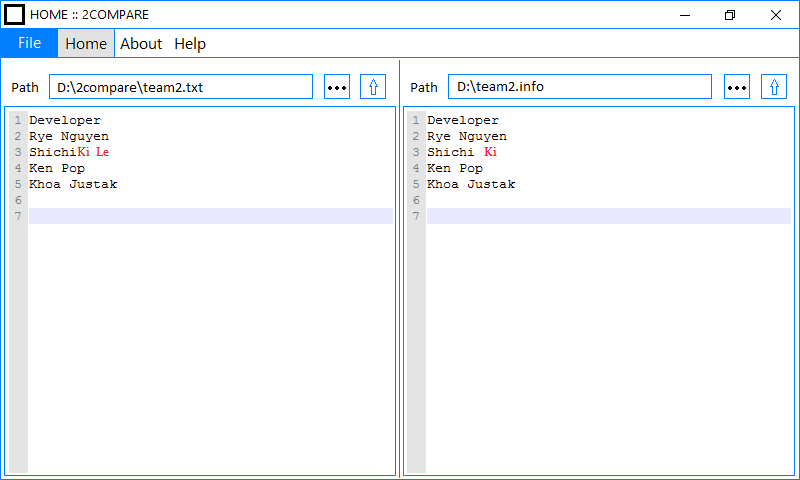 HOME :: 2COMPARE
File Home About Help
Path D:\2compare\team2.txt ...
1 Developer
2 Rye Nguyen
3 ShichiKi Le
4 Ken Pop
5 Khoa Justak
6
7
Path D:\team2.info ...
1 Developer
2 Rye Nguyen
3 Shichi Ki
4 Ken Pop
5 Khoa Justak
6
7